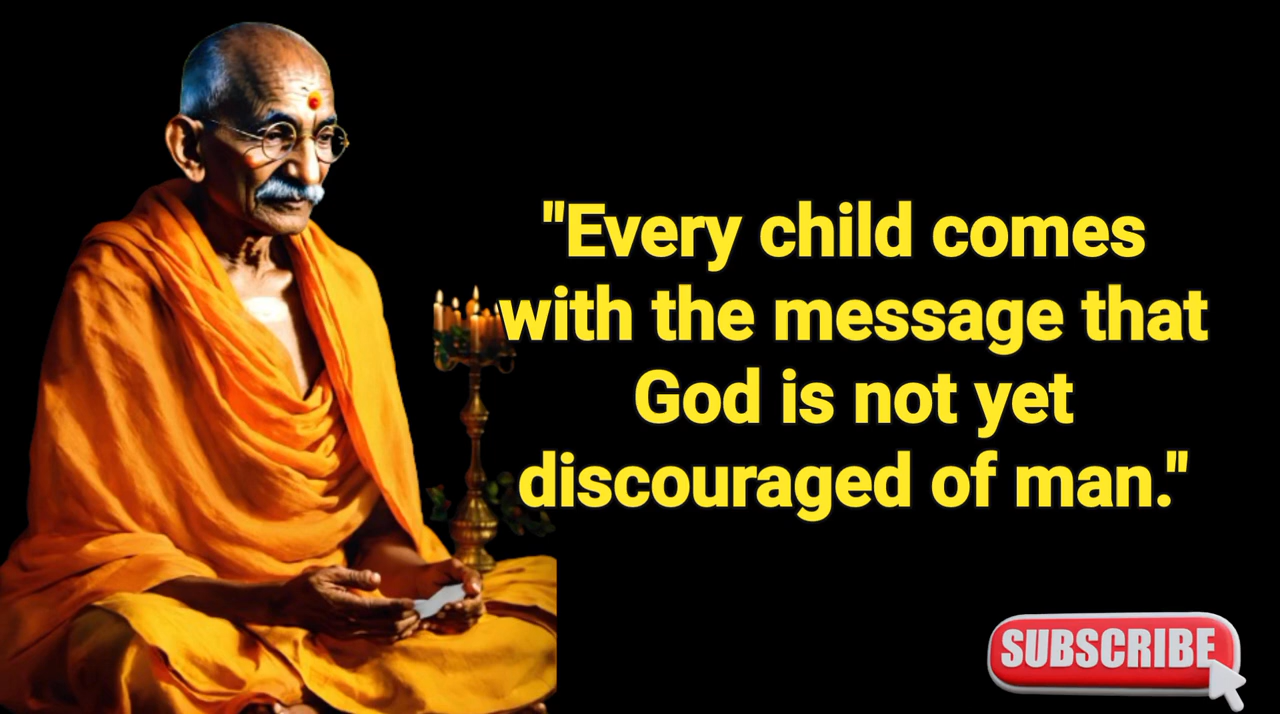 "Every child comes
with the message that
God is not yet
discouraged of man."
SUBSCRIBE